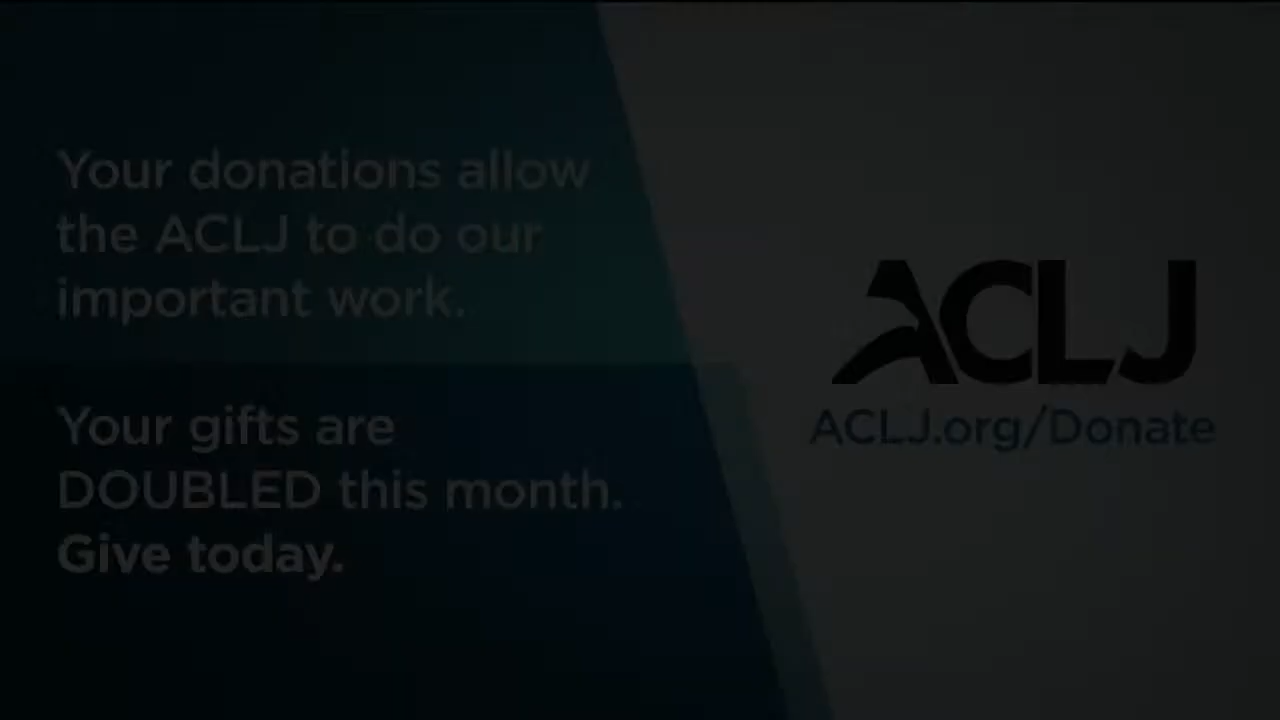 Your donations allow
the ACLJ to do our
important work.
Your gifts are
DOUBLED this month.
Give today.
ACLJ
ACLJ.org/Donate